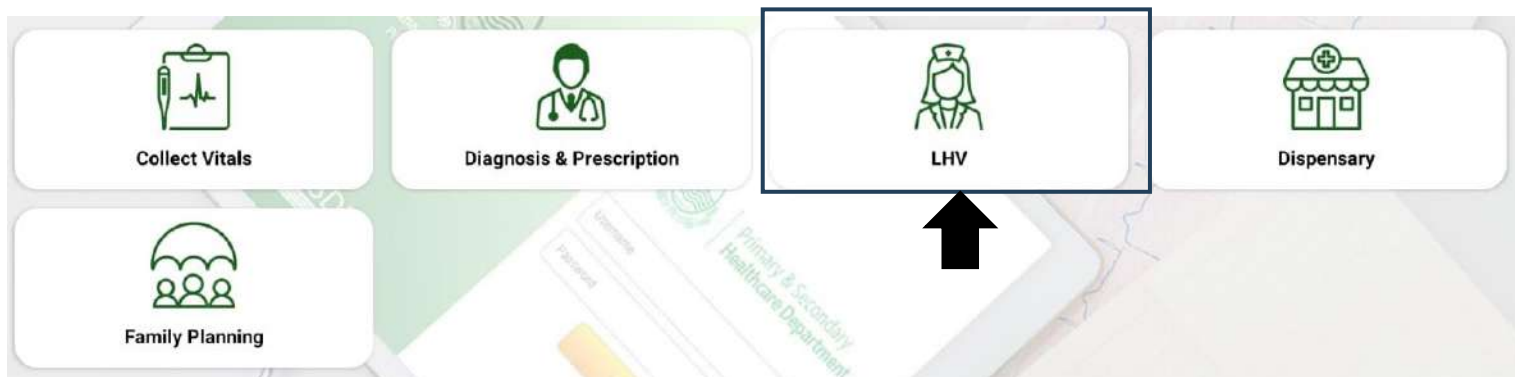 Collect Vitals
Diagnosis & Prescription
LHV
Dispensary
Family Planning
Username
Password
Primary & Secondary
Healthcare Department